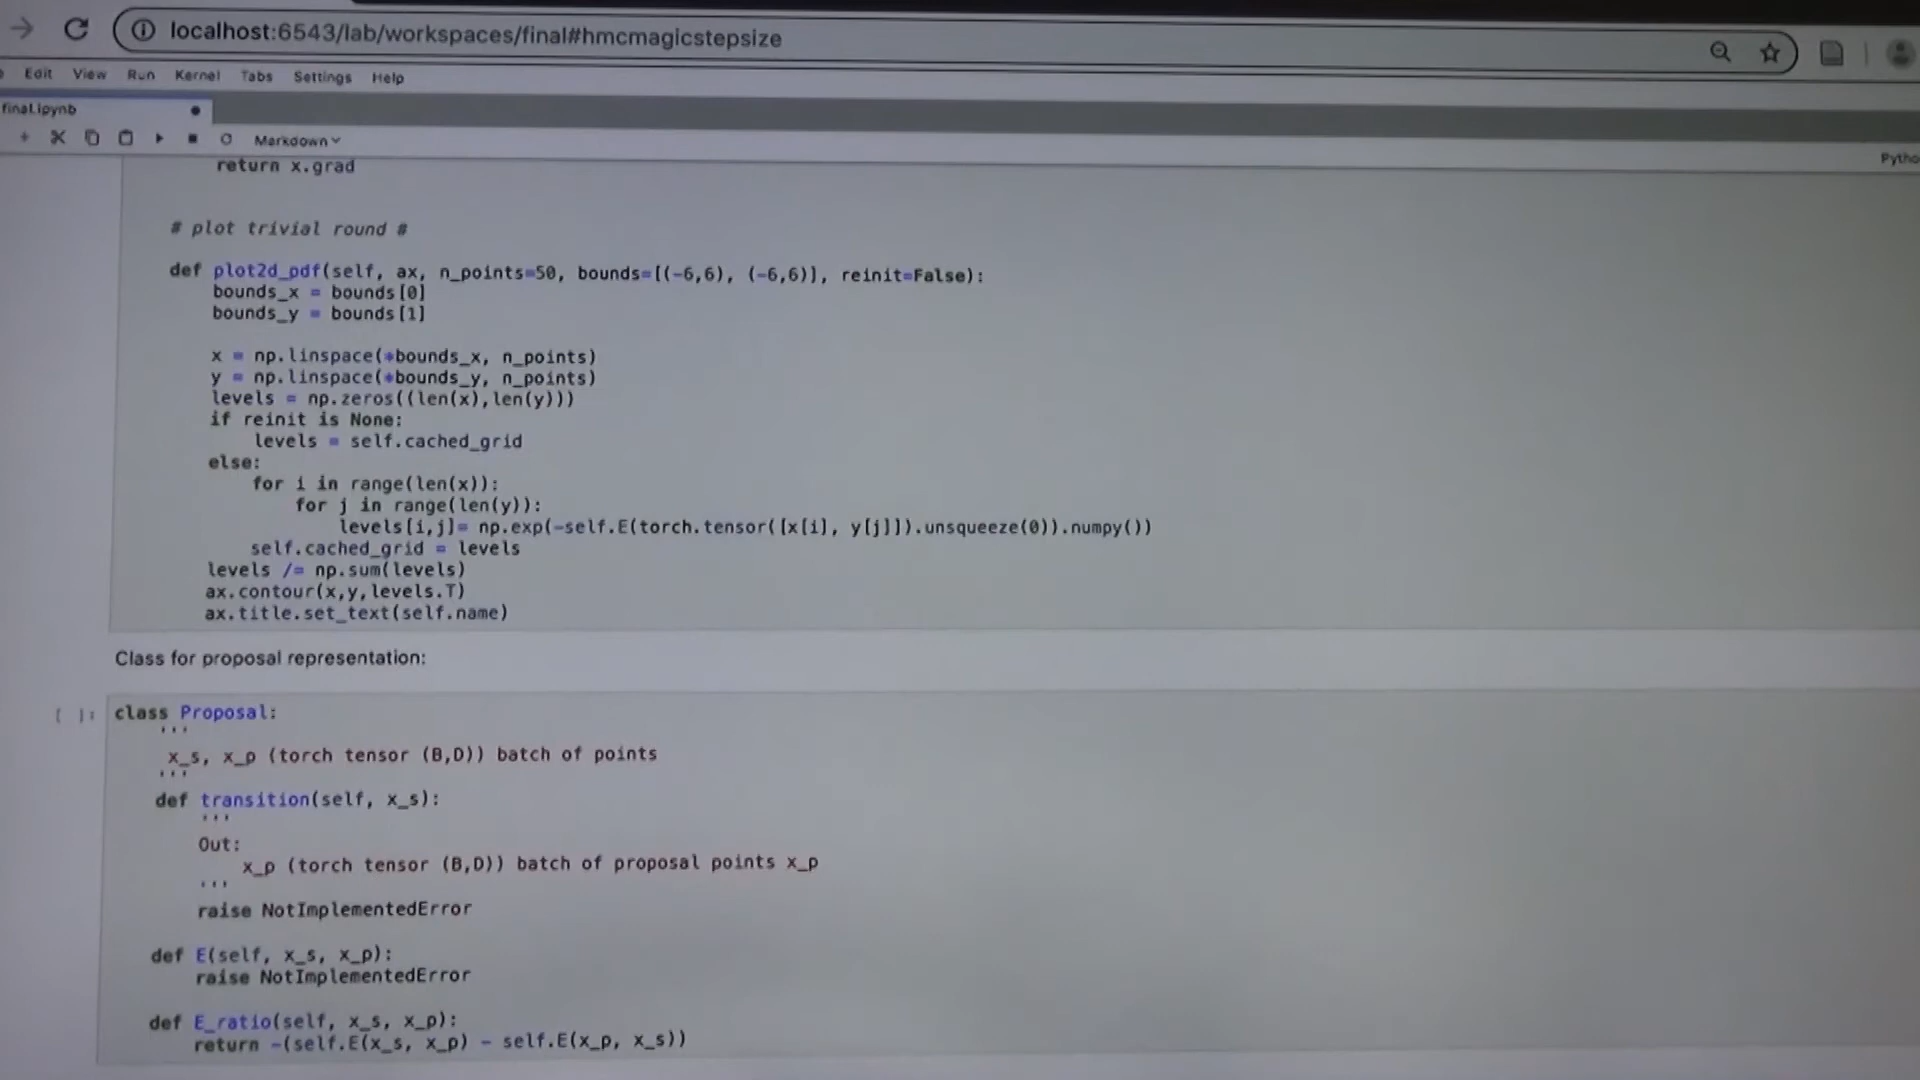 localhost:6543/lab/workspaces/final#hmcmagicstepsize
Edit View Run Kernel Tabs Settings Help
final.ipynb
Markdown
return x.grad
# plot trivial round #
def plot2d_pdf(self, ax, n_points=50, bounds=[(-6,6), (-6,6)], reinit=False):
bounds_x = bounds[0]
bounds_y = bounds[1]
x = np.linspace(*bounds_x, n_points)
y = np.linspace(*bounds_y, n_points)
levels = np.zeros((len(x),len(y)))
if reinit is None:
levels = self.cached_grid
else:
for i in range(len(x)):
for j in range(len(y)):
levels[i,j]= np.exp(-self.E(torch.tensor([x[i], y[j]]).unsqueeze(0)).numpy())
self.cached_grid = levels
levels /= np.sum(levels)
ax.contour(x,y,levels.T)
ax.title.set_text(self.name)
Class for proposal representation:
[ ]: class Proposal:
'''
x_s, x_p (torch tensor (B,D)) batch of points
'''
def transition(self, x_s):
'''
Out:
x_p (torch tensor (B,D)) batch of proposal points x_p
'''
raise NotImplementedError
def E(self, x_s, x_p):
raise NotImplementedError
def E_ratio(self, x_s, x_p):
return -(self.E(x_s, x_p) - self.E(x_p, x_s))